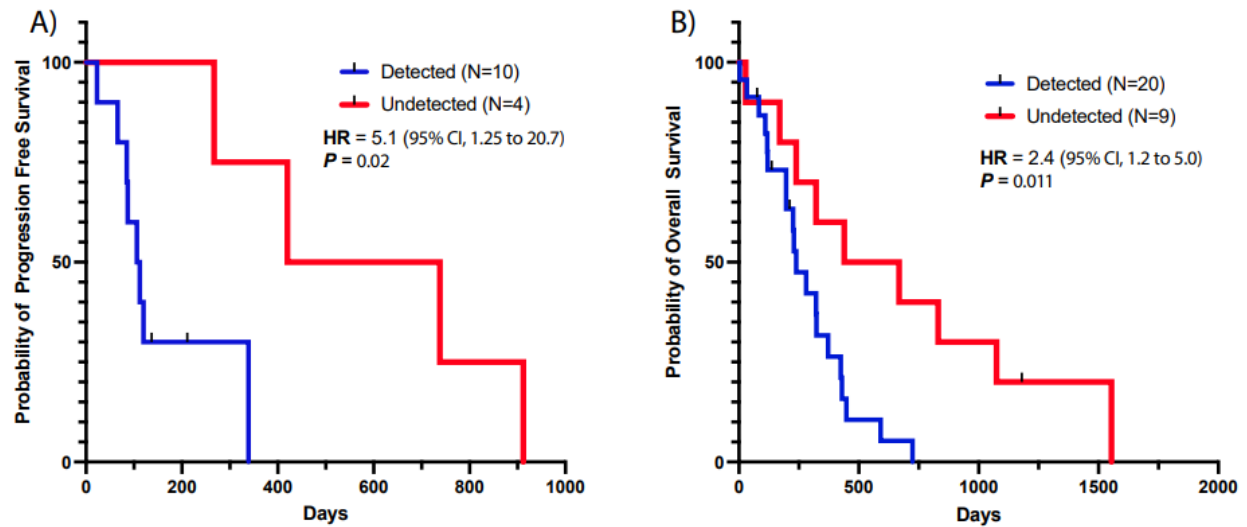 A)
Probability of Progression Free Survival
100
50
0
Detected (N=10)
Undetected (N=4)
HR = 5.1 (95% CI, 1.25 to 20.7)
P = 0.02
0 200 400 600 800 1000
Days
B)
Probability of Overall Survival
100
50
0
Detected (N=20)
Undetected (N=9)
HR = 2.4 (95% CI, 1.2 to 5.0)
P = 0.011
0 500 1000 1500 2000
Days